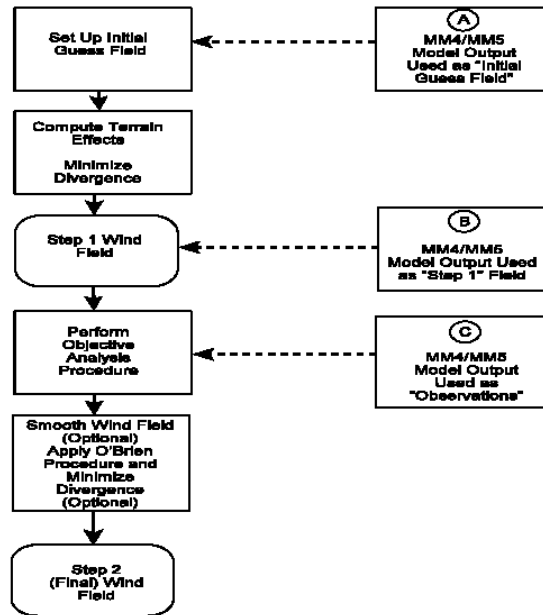 Set Up Initial
Guess Field
A
MM4/MM5
Model Output
Used as "Initial
Guess Field"
Compute Terrain
Effects
Minimize
Divergence
Step 1 Wind
Field
B
MM4/MM5
Model Output Used
as "Step 1" Field
Perform
Objective
Analysis
Procedure
C
MM4/MM5
Model Output
Used as
"Observations"
Smooth Wind Field
(Optional)
Apply O'Brien
Procedure and
Minimize
Divergence
(Optional)
Step 2
(Final) Wind
Field